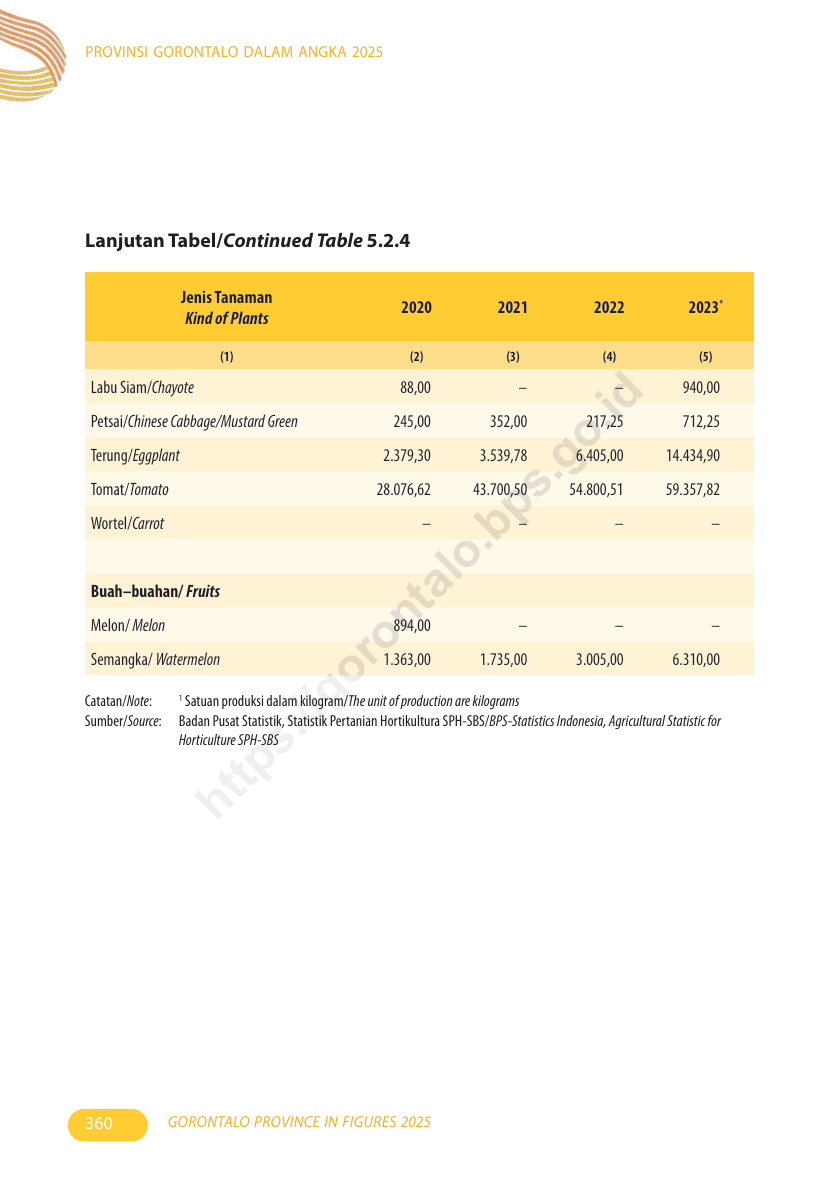 PROVINSI GORONTALO DALAM ANGKA 2025
Lanjutan Tabel/Continued Table 5.2.4
Jenis Tanaman
Kind of Plants 2020 2021 2022 2023*
(1) (2) (3) (4) (5)
Labu Siam/Chayote 88,00 – – 940,00
Petsai/Chinese Cabbage/Mustard Green 245,00 352,00 217,25 712,25
Terung/Eggplant 2.379,30 3.539,78 6.405,00 14.434,90
Tomat/Tomato 28.076,62 43.700,50 54.800,51 59.357,82
Wortel/Carrot – – – –
Buah–buahan/ Fruits
Melon/ Melon 894,00 – – –
Semangka/ Watermelon 1.363,00 1.735,00 3.005,00 6.310,00
Catatan/Note: ¹ Satuan produksi dalam kilogram/The unit of production are kilograms
Sumber/Source: Badan Pusat Statistik, Statistik Pertanian Hortikultura SPH-SBS/BPS-Statistics Indonesia, Agricultural Statistic for
Horticulture SPH-SBS
https://gorontalo.bps.go.id
360 GORONTALO PROVINCE IN FIGURES 2025